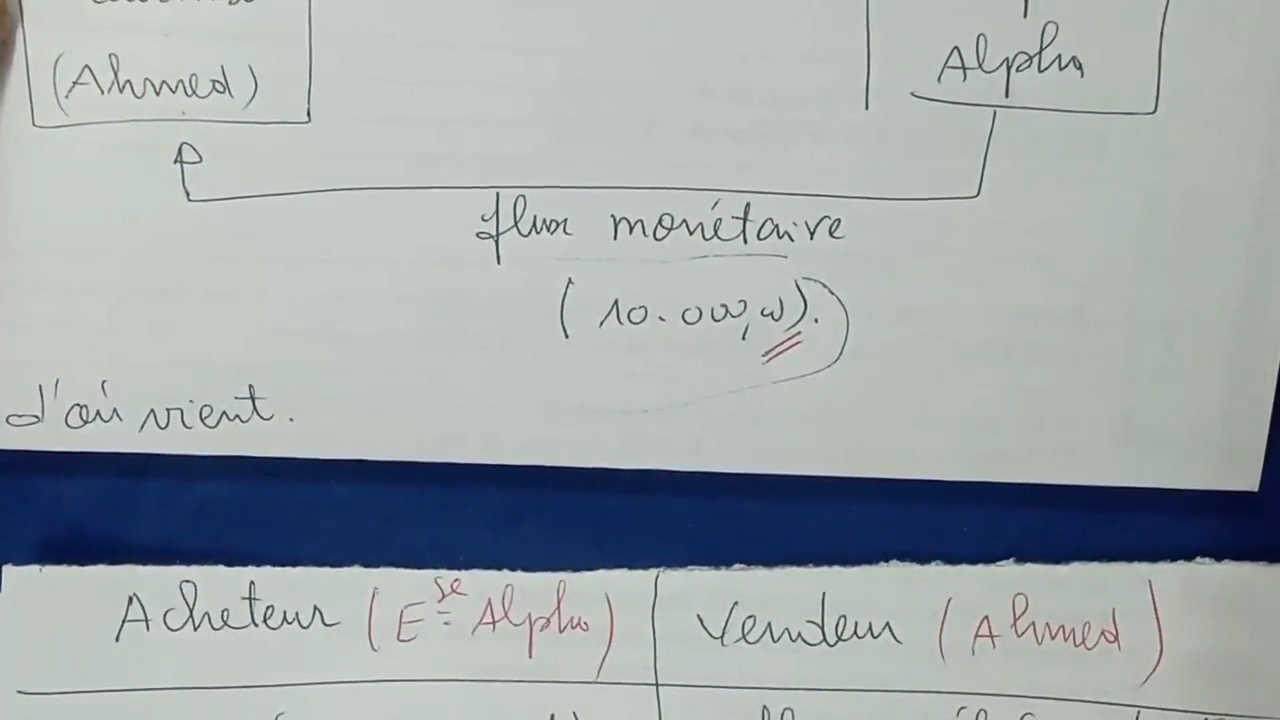 (Ahmed)
Alpha
flux monétaire
(10.000,00).
d'où vient.
Acheteur (Ese Alpha)
Vendeur (Ahmed)